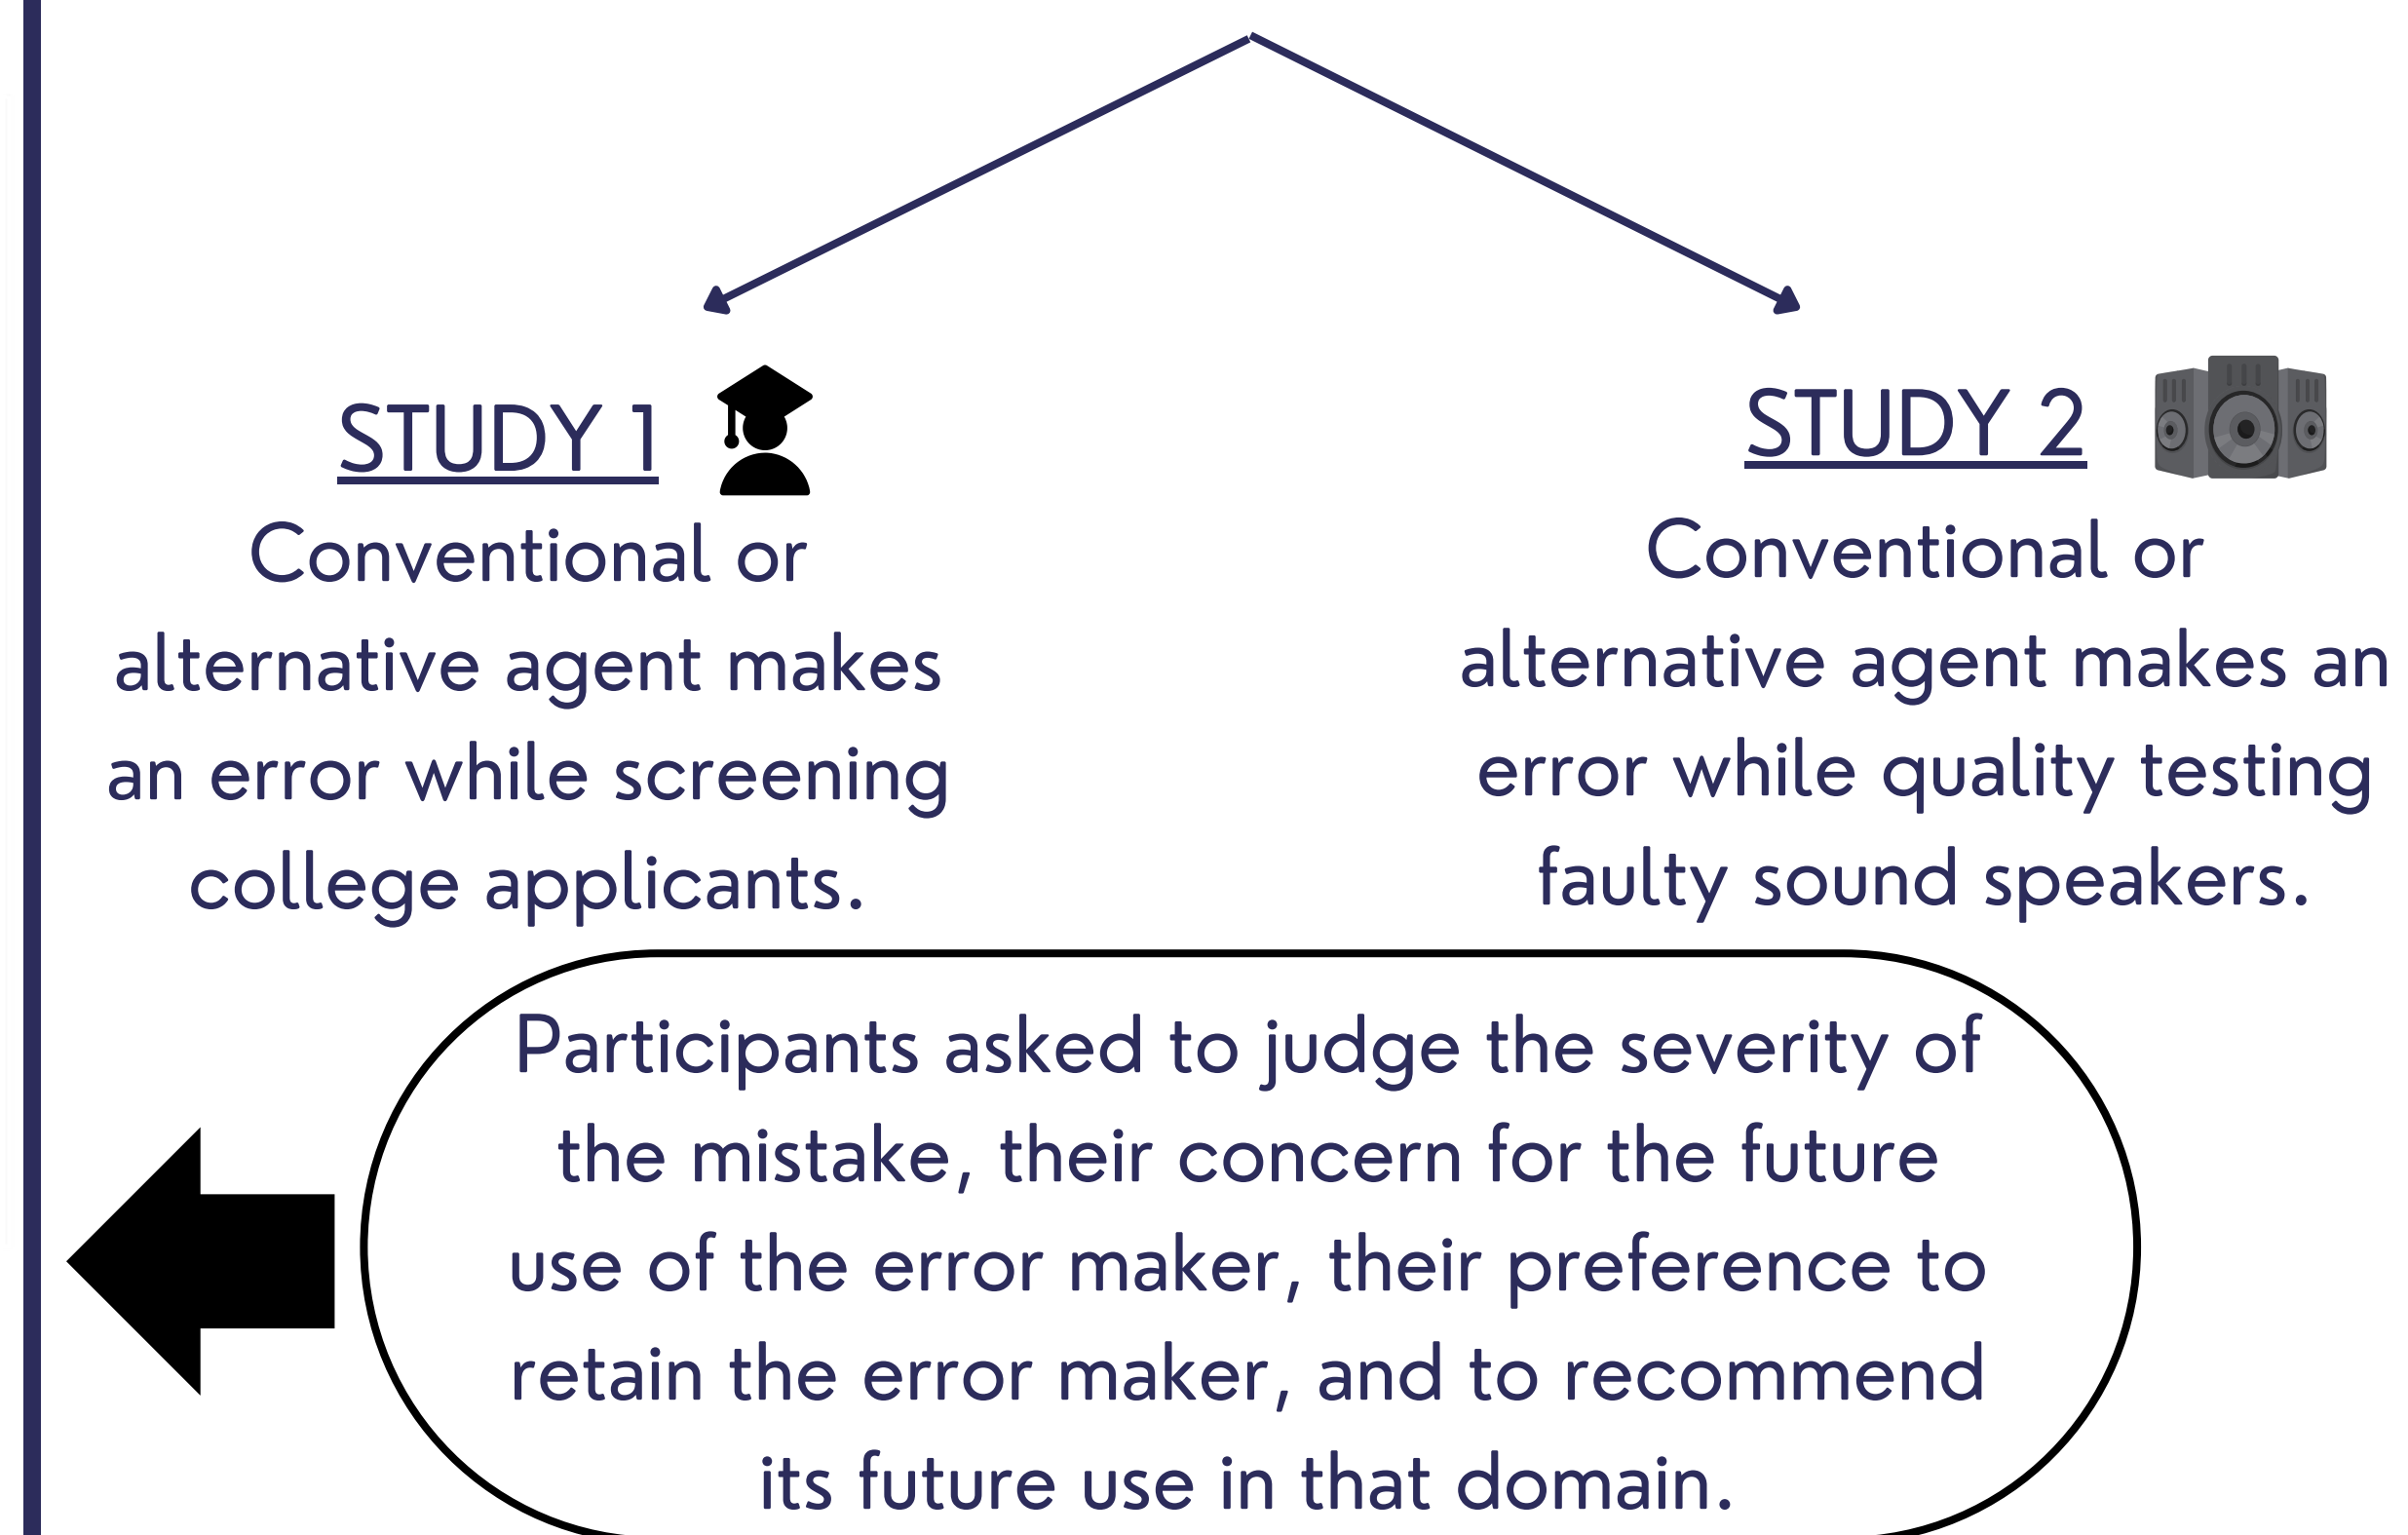 STUDY 1
Conventional or
alternative agent makes
an error while screening
college applicants.
STUDY 2
Conventional or
alternative agent makes an
error while quality testing
faulty sound speakers.
Participants asked to judge the severity of
the mistake, their concern for the future
use of the error maker, their preference to
retain the error maker, and to recommend
its future use in that domain.